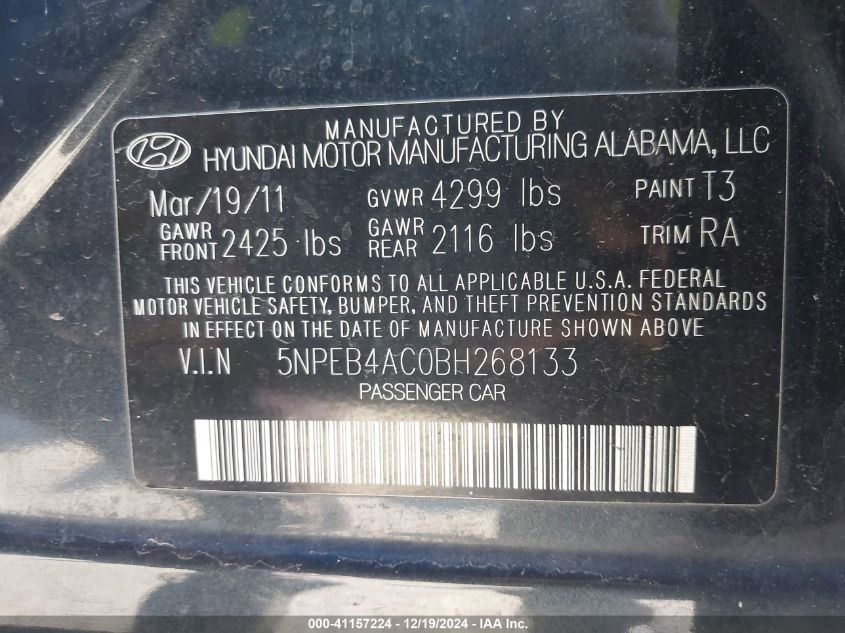 MANUFACTURED BY
HYUNDAI MOTOR MANUFACTURING ALABAMA, LLC
Mar/19/11 GVWR 4299 lbs PAINT T3
GAWR FRONT 2425 lbs GAWR REAR 2116 lbs TRIM RA
THIS VEHICLE CONFORMS TO ALL APPLICABLE U.S.A. FEDERAL
MOTOR VEHICLE SAFETY, BUMPER, AND THEFT PREVENTION STANDARDS
IN EFFECT ON THE DATE OF MANUFACTURE SHOWN ABOVE
V.I.N 5NPEB4AC0BH268133
PASSENGER CAR
000-41157224 - 12/19/2024 - IAAI.COM